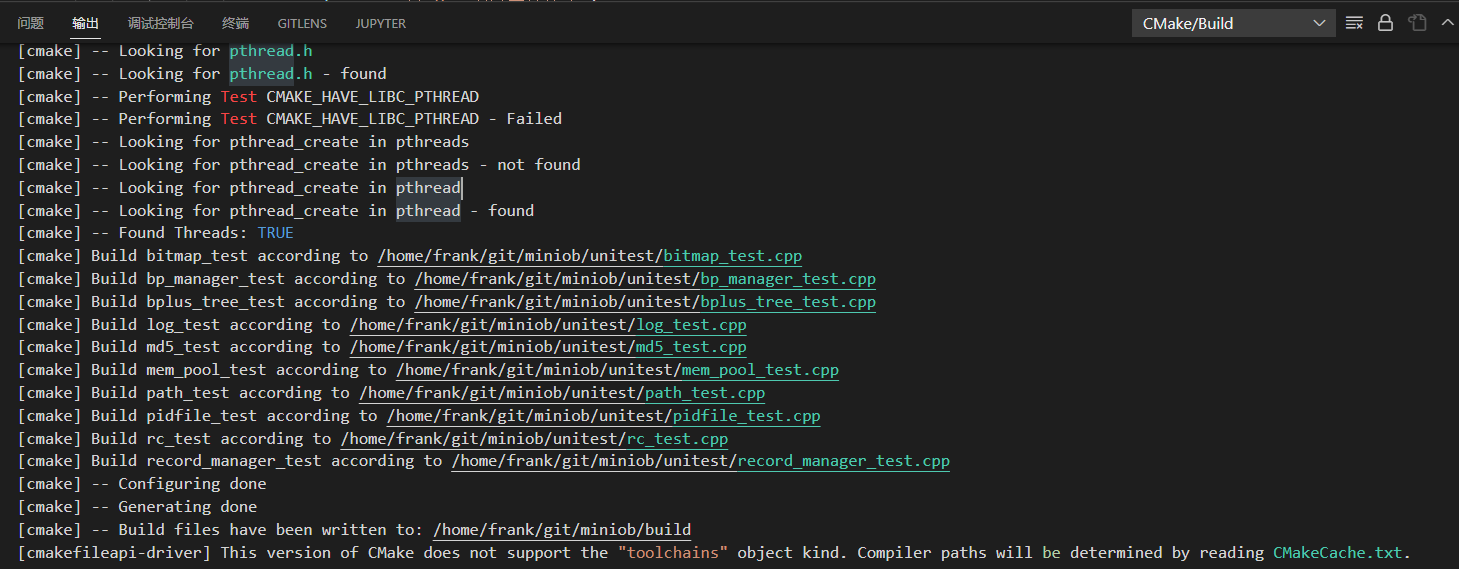 问题 输出 调试控制台 终端 GITLENS JUPYTER CMake/Build
[cmake] -- Looking for pthread.h
[cmake] -- Looking for pthread.h - found
[cmake] -- Performing Test CMAKE_HAVE_LIBC_PTHREAD
[cmake] -- Performing Test CMAKE_HAVE_LIBC_PTHREAD - Failed
[cmake] -- Looking for pthread_create in pthreads
[cmake] -- Looking for pthread_create in pthreads - not found
[cmake] -- Looking for pthread_create in pthread
[cmake] -- Looking for pthread_create in pthread - found
[cmake] -- Found Threads: TRUE
[cmake] Build bitmap_test according to /home/frank/git/miniob/unitest/bitmap_test.cpp
[cmake] Build bp_manager_test according to /home/frank/git/miniob/unitest/bp_manager_test.cpp
[cmake] Build bplus_tree_test according to /home/frank/git/miniob/unitest/bplus_tree_test.cpp
[cmake] Build log_test according to /home/frank/git/miniob/unitest/log_test.cpp
[cmake] Build md5_test according to /home/frank/git/miniob/unitest/md5_test.cpp
[cmake] Build mem_pool_test according to /home/frank/git/miniob/unitest/mem_pool_test.cpp
[cmake] Build path_test according to /home/frank/git/miniob/unitest/path_test.cpp
[cmake] Build pidfile_test according to /home/frank/git/miniob/unitest/pidfile_test.cpp
[cmake] Build rc_test according to /home/frank/git/miniob/unitest/rc_test.cpp
[cmake] Build record_manager_test according to /home/frank/git/miniob/unitest/record_manager_test.cpp
[cmake] -- Configuring done
[cmake] -- Generating done
[cmake] -- Build files have been written to: /home/frank/git/miniob/build
[cmakefileapi-driver] This version of CMake does not support the "toolchains" object kind. Compiler paths will be determined by reading CMakeCache.txt.